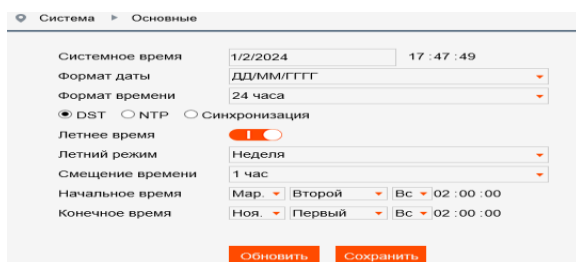 Система Основные
Системное время 1/2/2024 17 :47 :49
Формат даты ДД/ММ/ГГГГ
Формат времени 24 часа
DST NTP Синхронизация
Летнее время
Летний режим Неделя
Смещение времени 1 час
Начальное время Мар. Второй Вс 02 :00 :00
Конечное время Ноя. Первый Вс 02 :00 :00
Обновить Сохранить